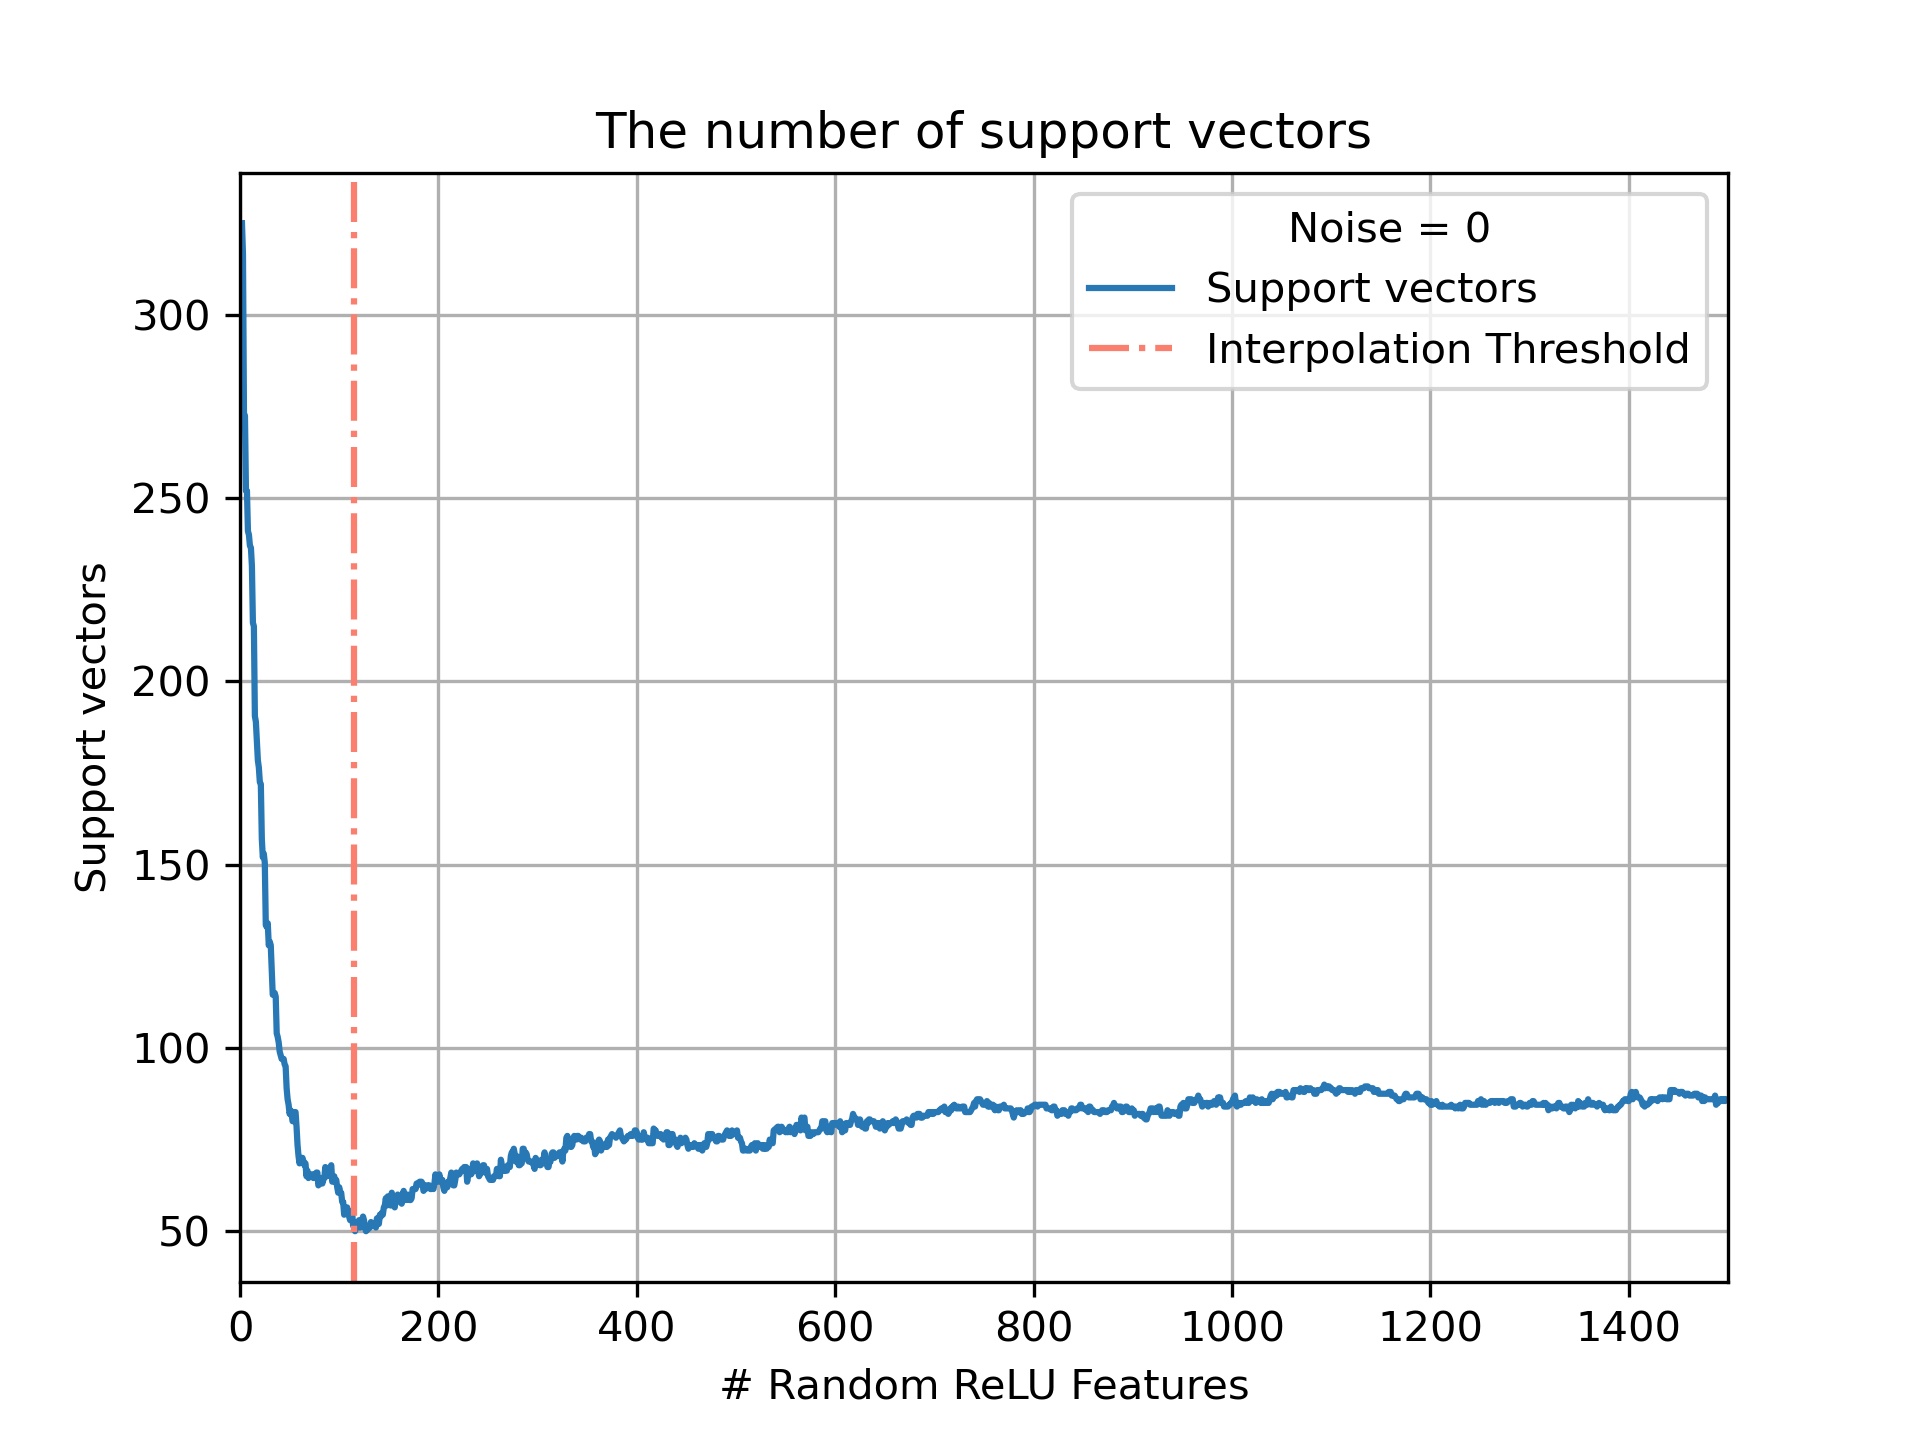 The number of support vectors
Noise = 0
Support vectors
Interpolation Threshold
300
250
200
150
100
50
Support vectors
0 200 400 600 800 1000 1200 1400
# Random ReLU Features